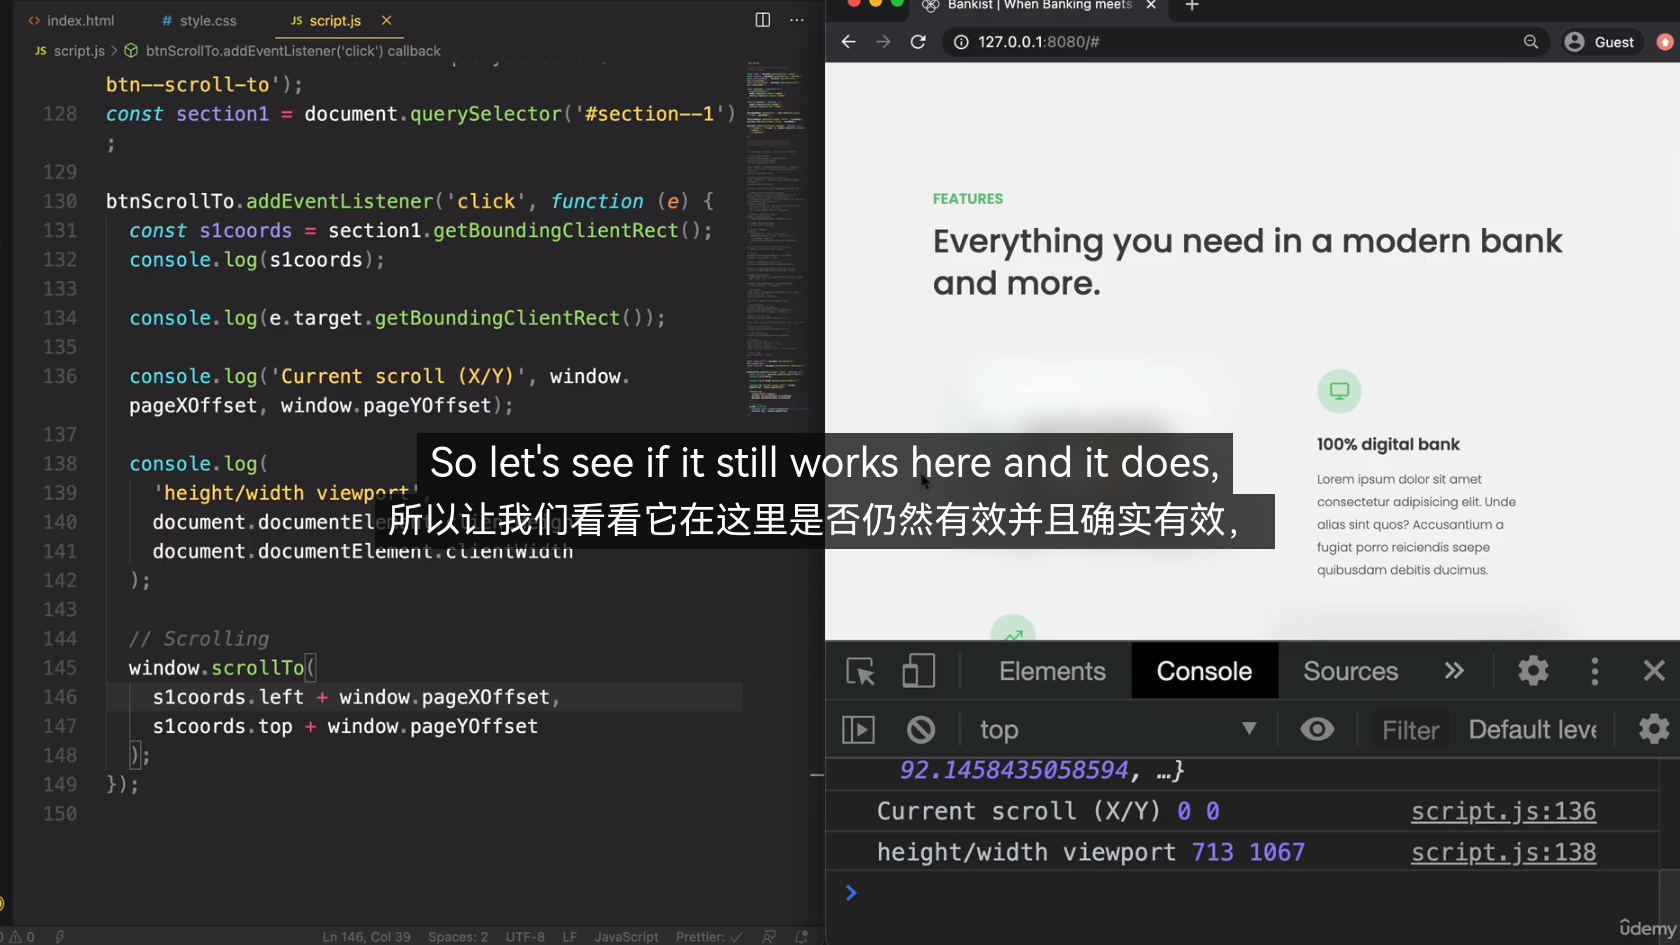 index.html
style.css
script.js
script.js > btnScrollTo.addEventListener('click') callback
btn--scroll-to');
128 const section1 = document.querySelector('#section--1')
;
129
130 btnScrollTo.addEventListener('click', function (e) {
131 const s1coords = section1.getBoundingClientRect();
132 console.log(s1coords);
133
134 console.log(e.target.getBoundingClientRect());
135
136 console.log('Current scroll (X/Y)', window.
pageXOffset, window.pageYOffset);
137
138 console.log(
139 'height/width viewport',
140 document.documentElement
141 document.documentElement.clientWidth
142 );
143
144 // Scrolling
145 window.scrollTo(
146 s1coords.left + window.pageXOffset,
147 s1coords.top + window.pageYOffset
148 );
149 });
150
Ln 146, Col 39 Spaces: 2 UTF-8 LF JavaScript Prettier: ✓
Bankist | When Banking meets
127.0.0.1:8080/#
Guest
FEATURES
Everything you need in a modern bank
and more.
100% digital bank
Lorem ipsum dolor sit amet
consectetur adipisicing elit. Unde
alias sint quos? Accusantium a
fugiat porro reiciendis saepe
quibusdam debitis ducimus.
So let's see if it still works here and it does,
所以让我们看看它在这里是否仍然有效并且确实有效，
Elements Console Sources
top Filter Default leve
92.1458435058594, …}
Current scroll (X/Y) 0 0 script.js:136
height/width viewport 713 1067 script.js:138
udemy